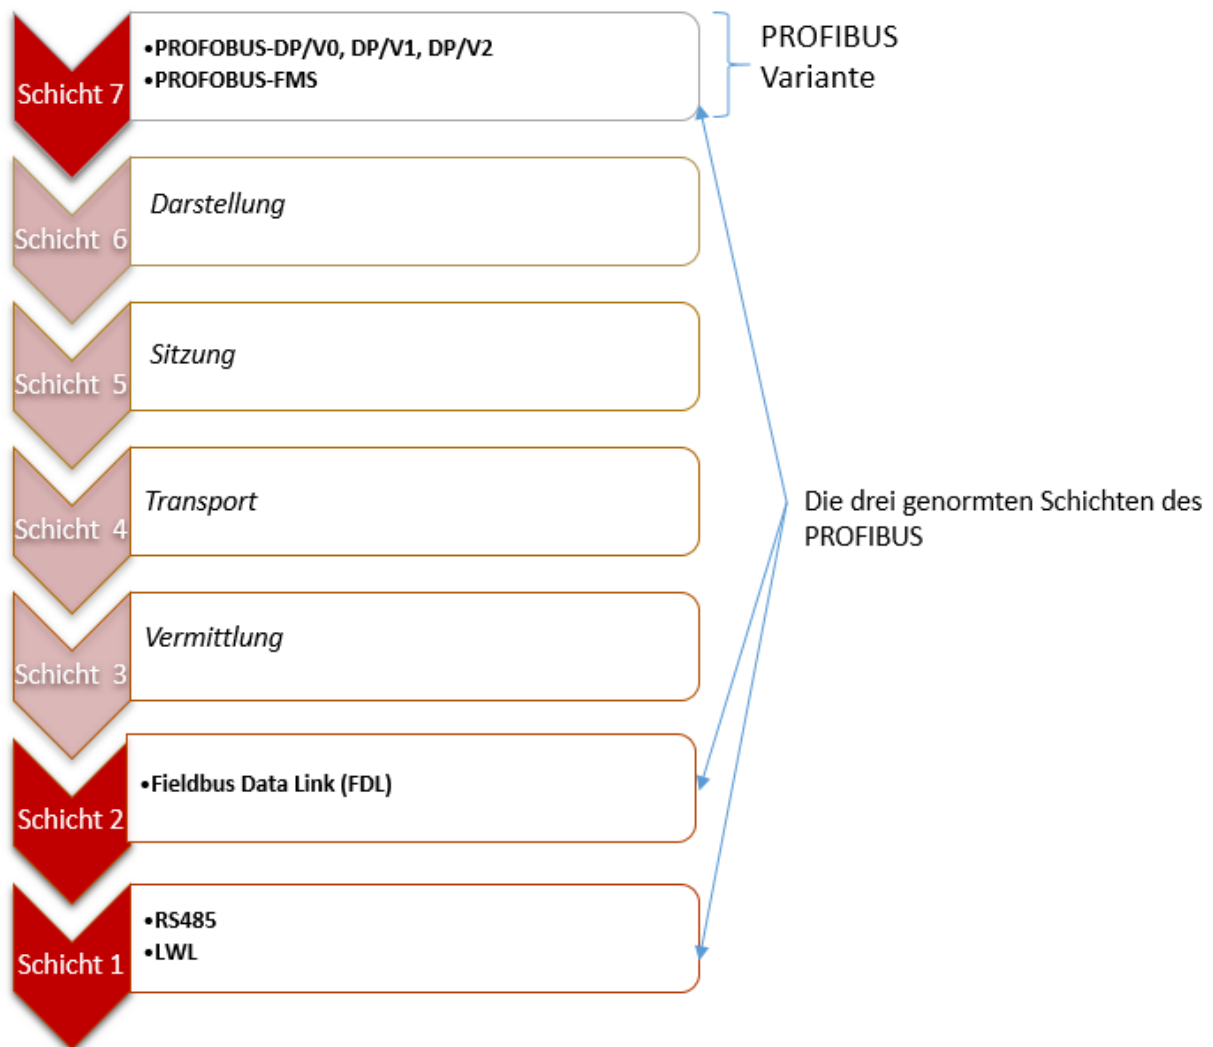 Schicht 7
•PROFOBUS-DP/V0, DP/V1, DP/V2
•PROFOBUS-FMS
PROFIBUS
Variante
Schicht 6
Darstellung
Schicht 5
Sitzung
Schicht 4
Transport
Die drei genormten Schichten des
PROFIBUS
Schicht 3
Vermittlung
Schicht 2
•Fieldbus Data Link (FDL)
Schicht 1
•RS485
•LWL